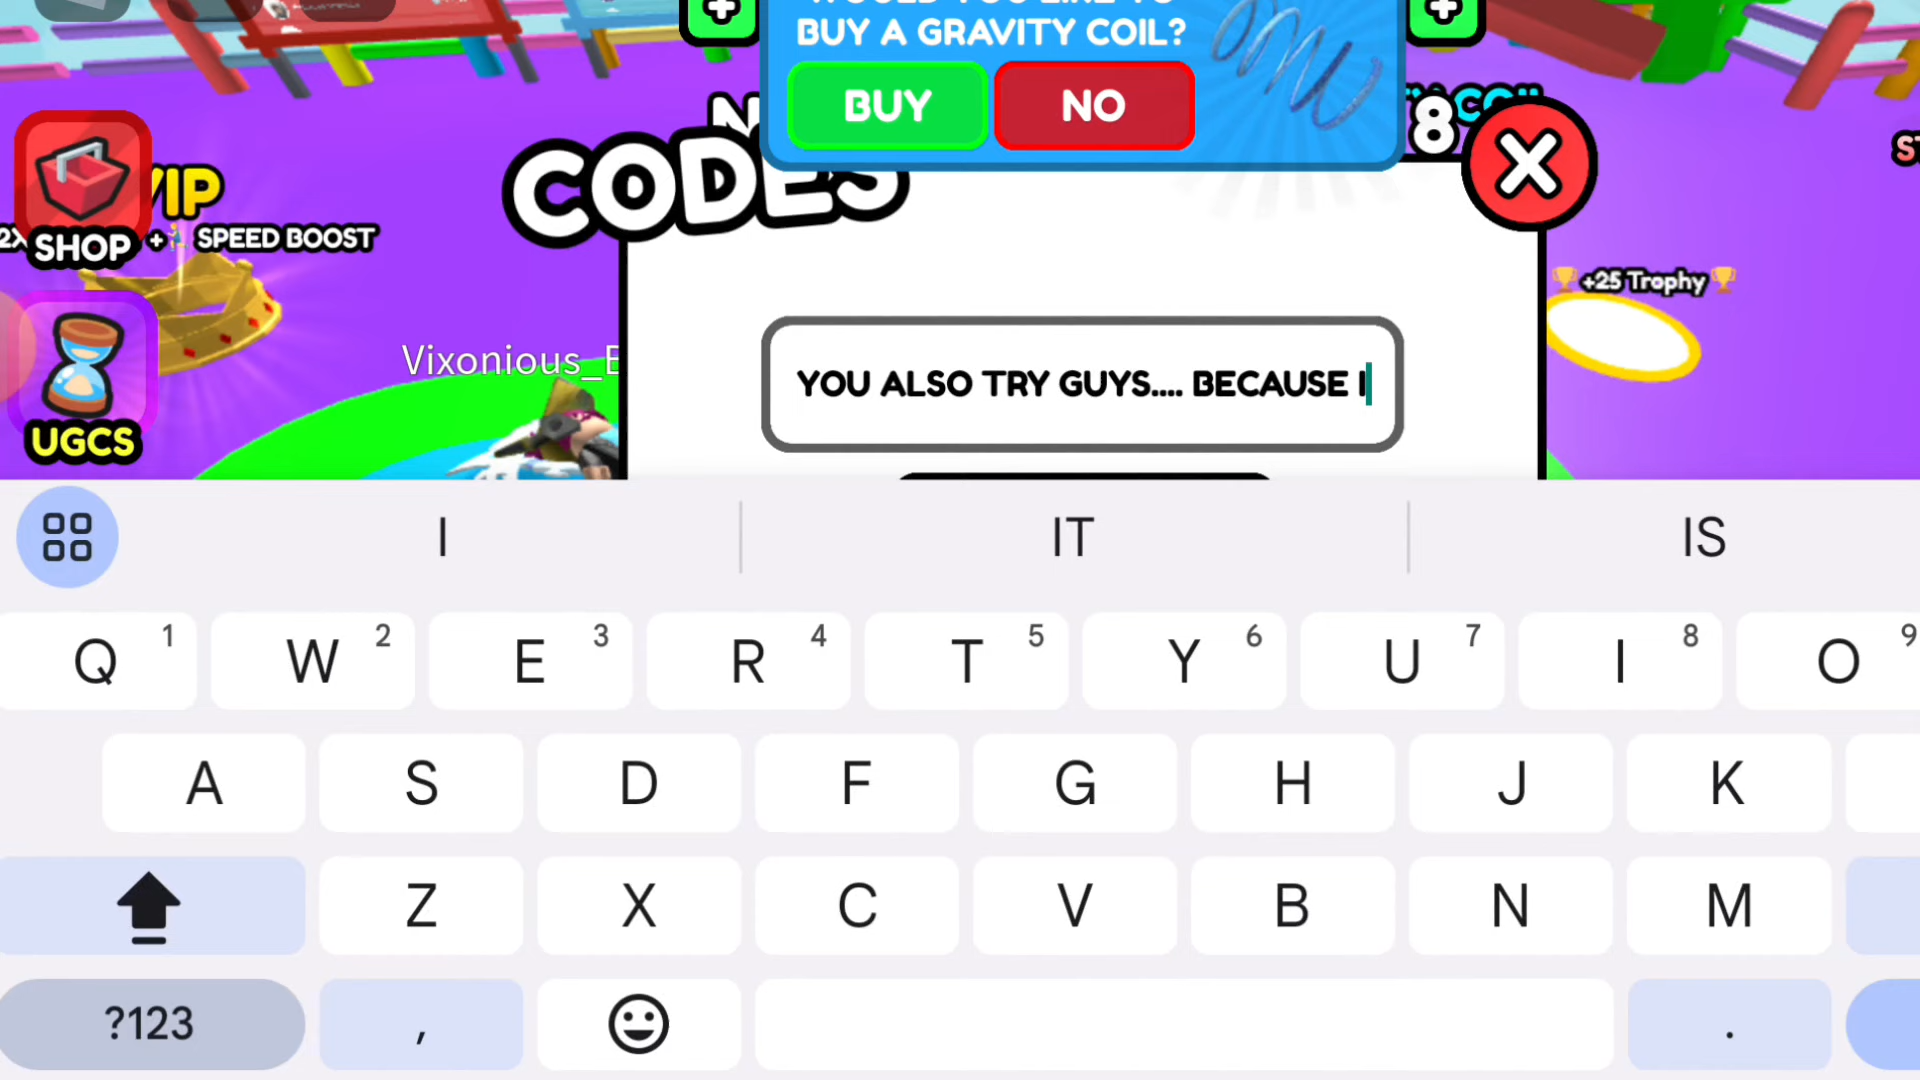 BUY A GRAVITY COIL?
BUY
NO
CODES
8
VIP
SHOP
+ SPEED BOOST
UGCS
+25 Trophy
YOU ALSO TRY GUYS.... BECAUSE I
I
IT
IS
Q 1 W 2 E 3 R 4 T 5 Y 6 U 7 I 8 O 9
A S D F G H J K
Z X C V B N M
?123 , .